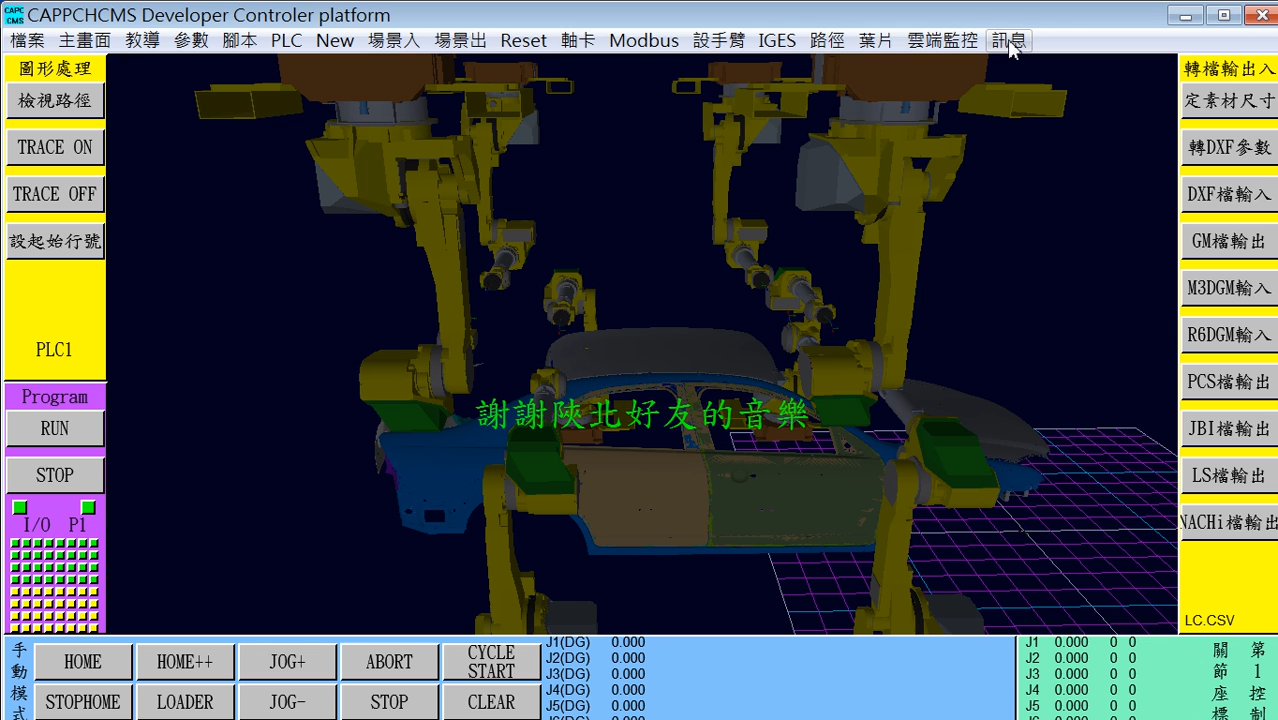 CAPC CMS CAPPCHCMS Developer Controler platform
檔案 主畫面 教導 參數 腳本 PLC New 場景入 場景出 Reset 軸卡 Modbus 設手臂 IGES 路徑 葉片 雲端監控 訊息
圖形處理
檢視路徑
TRACE ON
TRACE OFF
設起始行號
PLC1
Program
RUN
STOP
I/O P1
謝謝陝北好友的音樂
轉檔輸出入
定素材尺寸
轉DXF參數
DXF檔輸入
GM檔輸出
M3DGM輸入
R6DGM輸入
PCS檔輸出
JBI檔輸出
LS檔輸出
NACHi檔輸出
LC.CSV
手動模式
HOME HOME++ JOG+ ABORT CYCLE START
STOPHOME LOADER JOG- STOP CLEAR
J1(DG) 0.000
J2(DG) 0.000
J3(DG) 0.000
J4(DG) 0.000
J5(DG) 0.000
J1 0.000 0 0
J2 0.000 0 0
J3 0.000 0 0
J4 0.000 0 0
J5 0.000 0 0
關節座標
第1控制